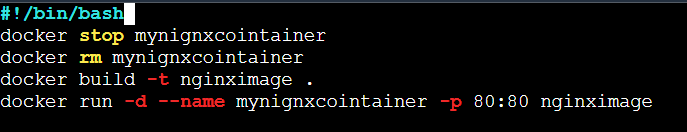 #!/bin/bash
docker stop mynignxcointainer
docker rm mynignxcointainer
docker build -t nginximage .
docker run -d --name mynignxcointainer -p 80:80 nginximage